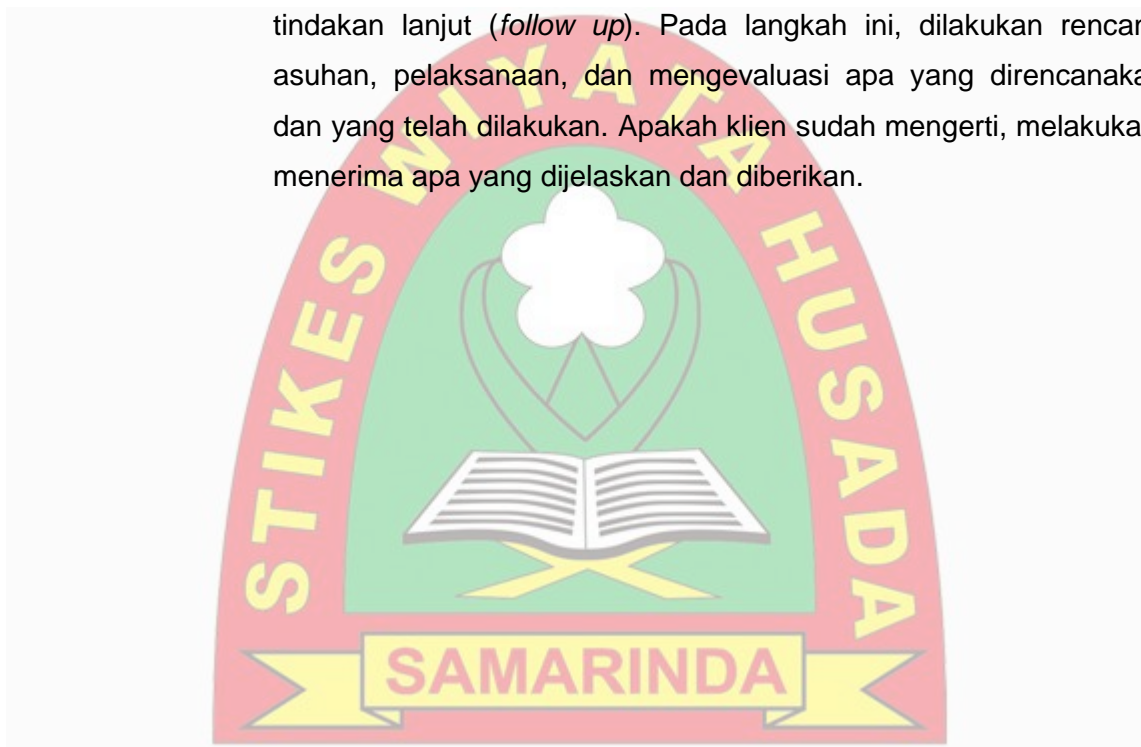 tindakan lanjut (follow up). Pada langkah ini, dilakukan rencan
asuhan, pelaksanaan, dan mengevaluasi apa yang direncanaka
dan yang telah dilakukan. Apakah klien sudah mengerti, melakuka
menerima apa yang dijelaskan dan diberikan.
STIKES WIYATA HUSADA
SAMARINDA